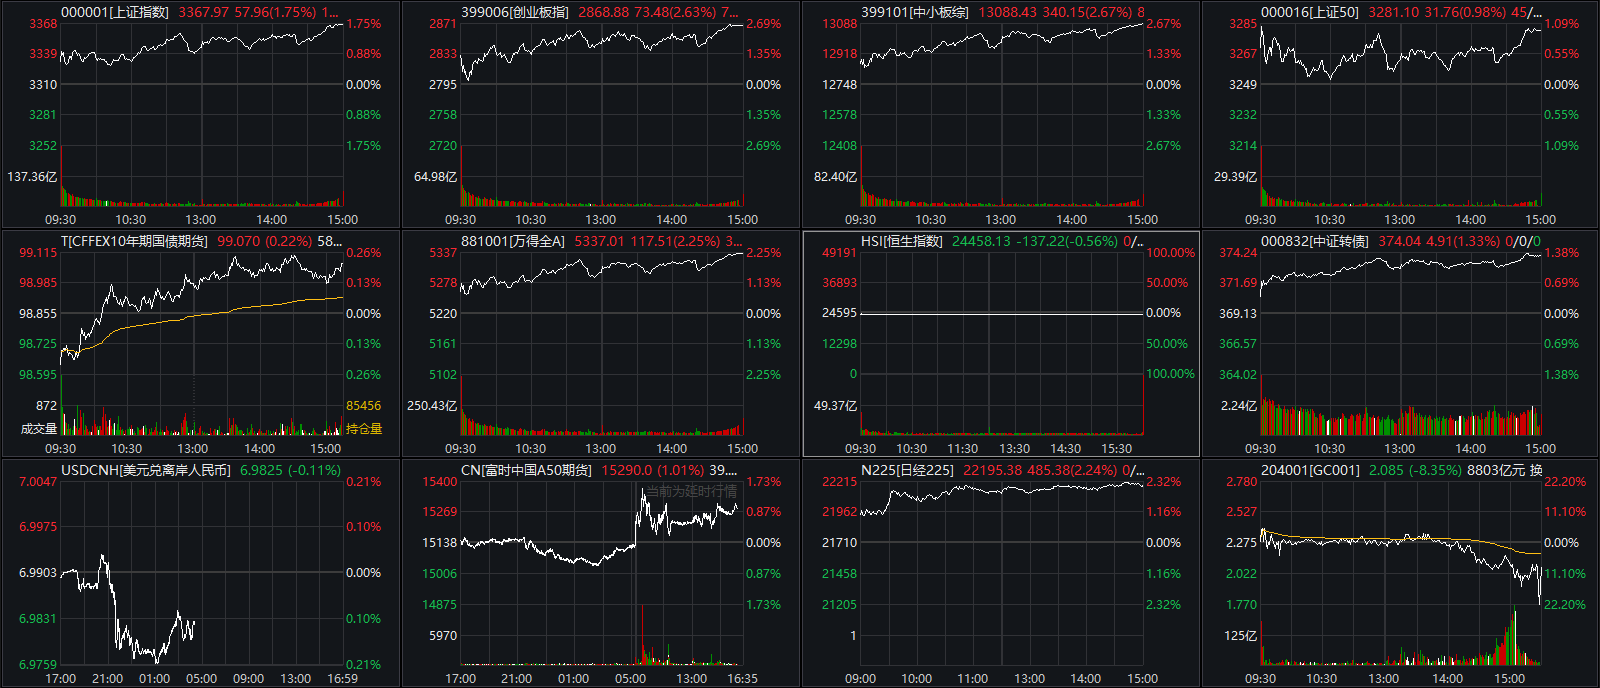 000001[上证指数] 3367.97 57.96(1.75%) 1...
3368 1.75%
3339 0.88%
3310 0.00%
3281 0.88%
3252 1.75%
137.36亿
09:30 10:30 13:00 14:00 15:00
399006[创业板指] 2868.88 73.48(2.63%) 7...
2871 2.69%
2833 1.35%
2795 0.00%
2758 1.35%
2720 2.69%
64.98亿
09:30 10:30 13:00 14:00 15:00
399101[中小板综] 13088.43 340.15(2.67%) 8
13088 2.67%
12918 1.33%
12748 0.00%
12578 1.33%
12408 2.67%
82.40亿
09:30 10:30 13:00 14:00 15:00
000016[上证50] 3281.10 31.76(0.98%) 45/...
3285 1.09%
3267 0.55%
3249 0.00%
3232 0.55%
3214 1.09%
29.39亿
09:30 10:30 13:00 14:00 15:00
T[CFFEX10年期国债期货] 99.070 (0.22%) 58...
99.115 0.26%
98.985 0.13%
98.855 0.00%
98.725 0.13%
98.595 0.26%
872 85456
成交量 持仓量
09:30 10:30 13:00 14:00 15:00
881001[万得全A] 5337.01 117.51(2.25%) 3...
5337 2.25%
5278 1.13%
5220 0.00%
5161 1.13%
5102 2.25%
250.43亿
09:30 10:30 13:00 14:00 15:00
HSI[恒生指数] 24458.13 -137.22(-0.56%) 0/..
49191 100.00%
36893 50.00%
24595 0.00%
12298 50.00%
0 100.00%
49.37亿
09:30 10:30 11:30 13:30 14:30 15:30
000832[中证转债] 374.04 4.91(1.33%) 0/0/0
374.24 1.38%
371.69 0.69%
369.13 0.00%
366.57 0.69%
364.02 1.38%
2.24亿
09:30 10:30 13:00 14:00 15:00
USDCNH[美元兑离岸人民币] 6.9825 (-0.11%)
7.0047 0.21%
6.9975 0.10%
6.9903 0.00%
6.9831 0.10%
6.9759 0.21%
17:00 21:00 01:00 05:00 09:00 13:00 16:59
CN[富时中国A50期货] 15290.0 (1.01%) 39....
当前为延时行情
15400 1.73%
15269 0.87%
15138 0.00%
15006 0.87%
14875 1.73%
5970
17:00 21:00 01:00 05:00 13:00 16:35
N225[日经225] 22195.38 485.38(2.24%) 0/...
22215 2.32%
21962 1.16%
21710 0.00%
21458 1.16%
21205 2.32%
1
09:00 10:00 11:00 13:00 14:00 15:00
204001[GC001] 2.085 (-8.35%) 8803亿元 换
2.780 22.20%
2.527 11.10%
2.275 0.00%
2.022 11.10%
1.770 22.20%
125亿
09:30 10:30 13:00 14:00 15:00